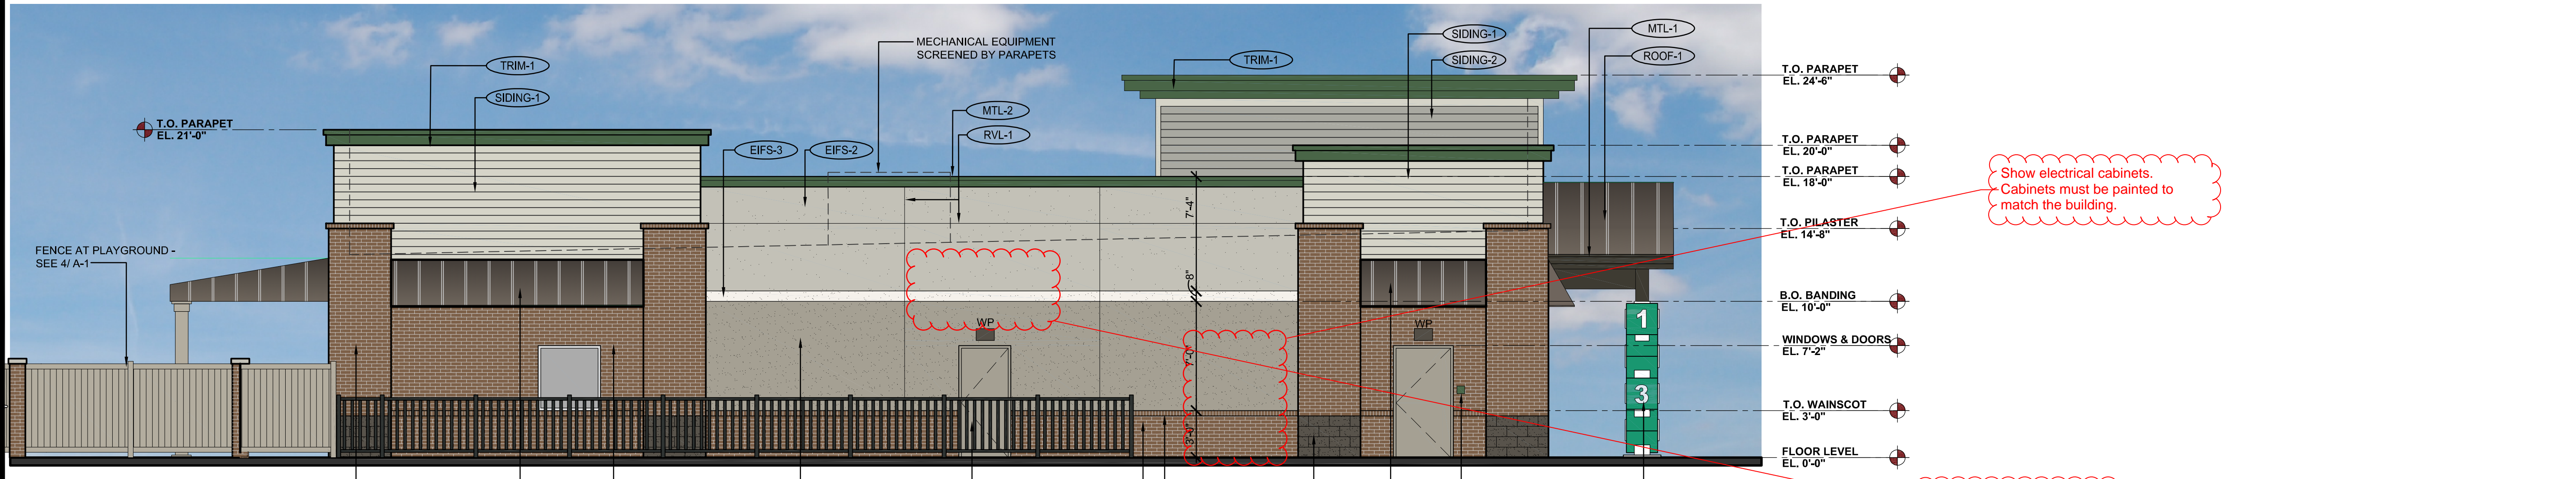 MECHANICAL EQUIPMENT
SCREENED BY PARAPETS
TRIM-1
SIDING-1
MTL-2
RVL-1
EIFS-3
EIFS-2
TRIM-1
SIDING-1
SIDING-2
MTL-1
ROOF-1
T.O. PARAPET
EL. 21'-0"
FENCE AT PLAYGROUND -
SEE 4/ A-1
WP
WP
7'-4"
8"
7'-0"
3'-0"
1
3
T.O. PARAPET
EL. 24'-6"
T.O. PARAPET
EL. 20'-0"
T.O. PARAPET
EL. 18'-0"
T.O. PILASTER
EL. 14'-8"
B.O. BANDING
EL. 10'-0"
WINDOWS & DOORS
EL. 7'-2"
T.O. WAINSCOT
EL. 3'-0"
FLOOR LEVEL
EL. 0'-0"
Show electrical cabinets.
Cabinets must be painted to
match the building.